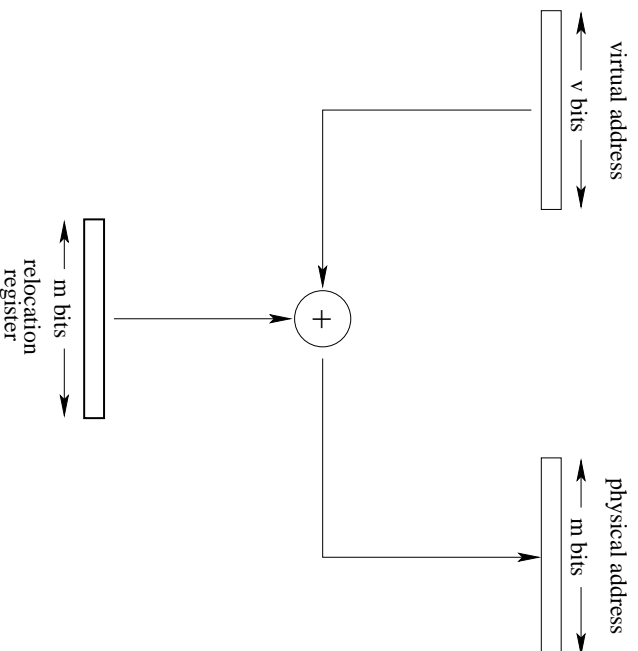 virtual address
v bits
physical address
m bits
+
m bits
relocation
register